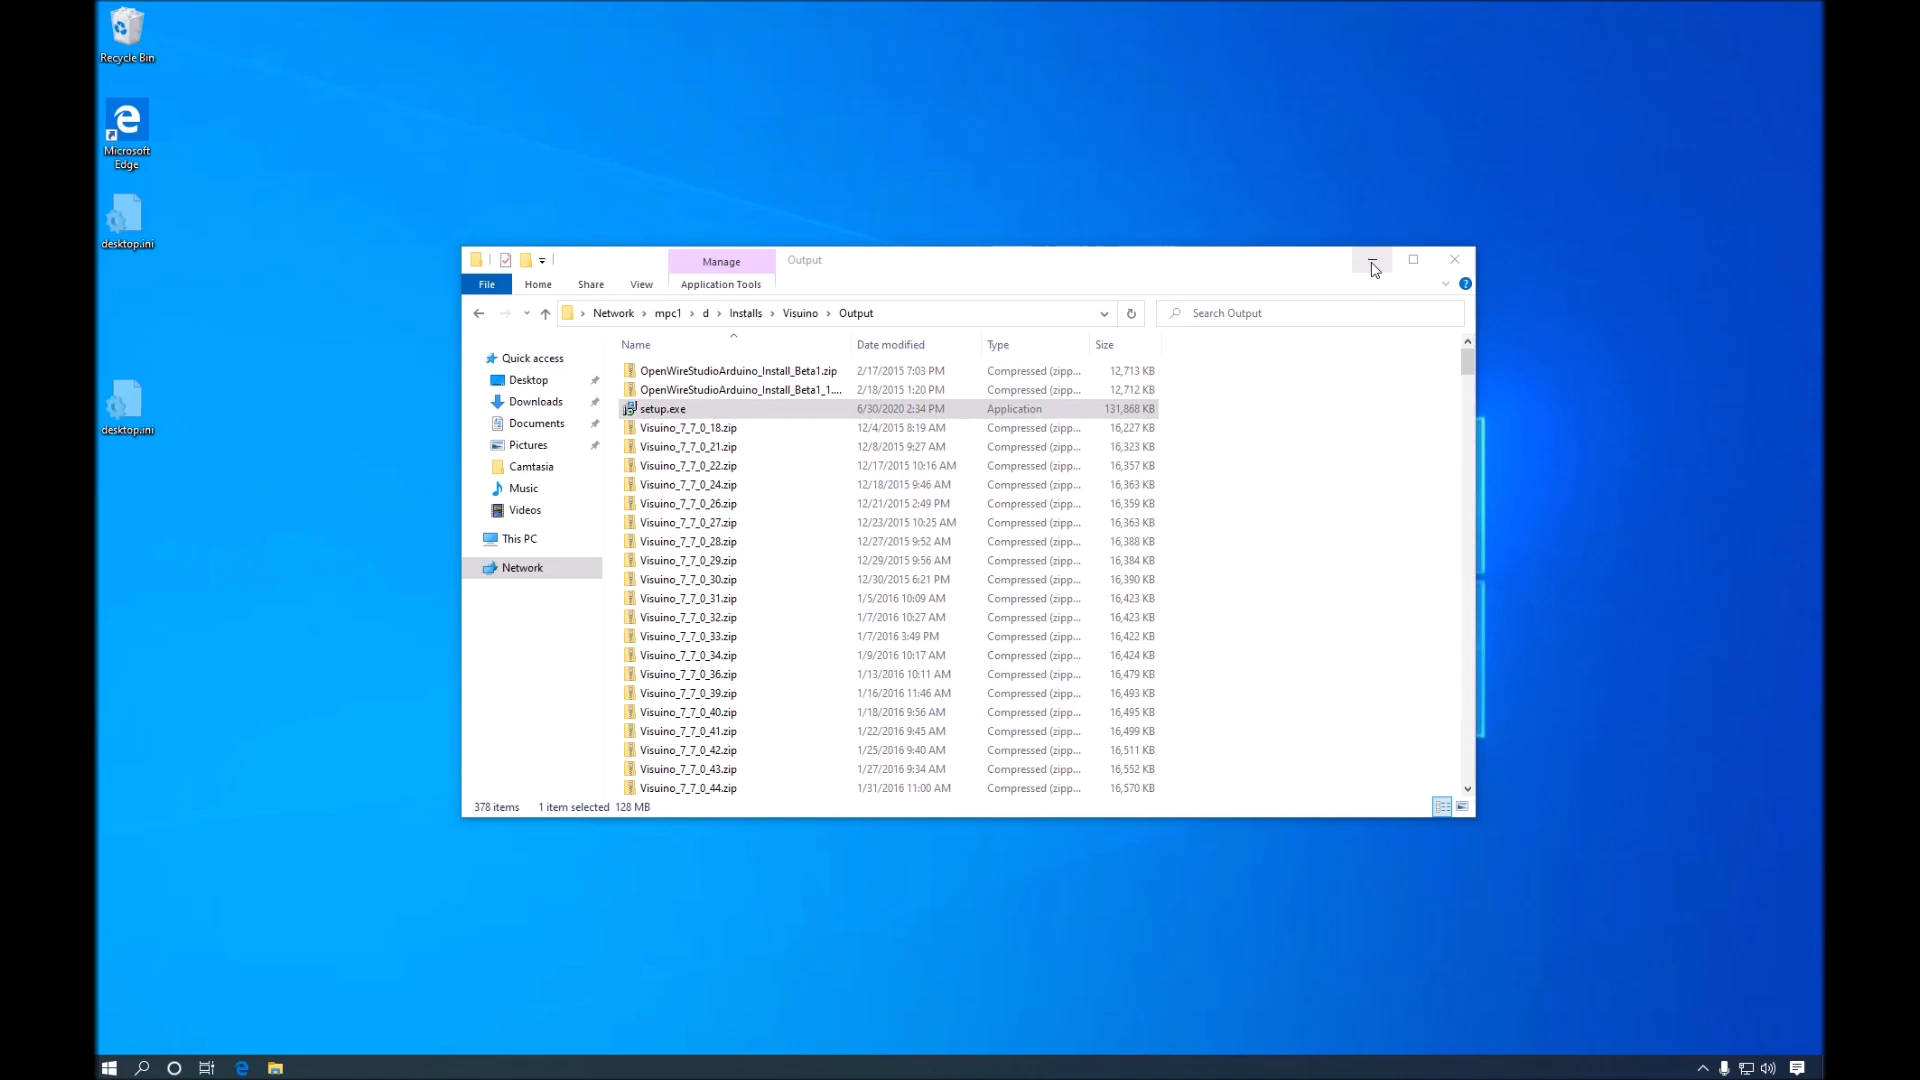 Recycle Bin
Microsoft
Edge
desktop.ini
desktop.ini
Manage
Output
File
Home
Share
View
Application Tools
Network
mpc1
d
Installs
Visuino
Output
Search Output
Name
Date modified
Type
Size
Quick access
Desktop
Downloads
Documents
Pictures
Camtasia
Music
Videos
This PC
Network
OpenWireStudioArduino_Install_Beta1.zip 2/17/2015 7:03 PM Compressed (zipp... 12,713 KB
OpenWireStudioArduino_Install_Beta1_1.... 2/18/2015 1:20 PM Compressed (zipp... 12,712 KB
setup.exe 6/30/2020 2:34 PM Application 131,868 KB
Visuino_7_7_0_18.zip 12/4/2015 8:19 AM Compressed (zipp... 16,227 KB
Visuino_7_7_0_21.zip 12/8/2015 9:27 AM Compressed (zipp... 16,323 KB
Visuino_7_7_0_22.zip 12/17/2015 10:16 AM Compressed (zipp... 16,357 KB
Visuino_7_7_0_24.zip 12/18/2015 9:46 AM Compressed (zipp... 16,363 KB
Visuino_7_7_0_26.zip 12/21/2015 2:49 PM Compressed (zipp... 16,359 KB
Visuino_7_7_0_27.zip 12/23/2015 10:25 AM Compressed (zipp... 16,363 KB
Visuino_7_7_0_28.zip 12/27/2015 9:52 AM Compressed (zipp... 16,388 KB
Visuino_7_7_0_29.zip 12/29/2015 9:56 AM Compressed (zipp... 16,384 KB
Visuino_7_7_0_30.zip 12/30/2015 6:21 PM Compressed (zipp... 16,390 KB
Visuino_7_7_0_31.zip 1/5/2016 10:09 AM Compressed (zipp... 16,423 KB
Visuino_7_7_0_32.zip 1/7/2016 10:27 AM Compressed (zipp... 16,423 KB
Visuino_7_7_0_33.zip 1/7/2016 3:49 PM Compressed (zipp... 16,422 KB
Visuino_7_7_0_34.zip 1/9/2016 10:17 AM Compressed (zipp... 16,424 KB
Visuino_7_7_0_36.zip 1/13/2016 10:11 AM Compressed (zipp... 16,479 KB
Visuino_7_7_0_39.zip 1/16/2016 11:46 AM Compressed (zipp... 16,493 KB
Visuino_7_7_0_40.zip 1/18/2016 9:56 AM Compressed (zipp... 16,495 KB
Visuino_7_7_0_41.zip 1/22/2016 9:45 AM Compressed (zipp... 16,499 KB
Visuino_7_7_0_42.zip 1/25/2016 9:40 AM Compressed (zipp... 16,511 KB
Visuino_7_7_0_43.zip 1/27/2016 9:34 AM Compressed (zipp... 16,552 KB
Visuino_7_7_0_44.zip 1/31/2016 11:00 AM Compressed (zipp... 16,570 KB
378 items 1 item selected 128 MB